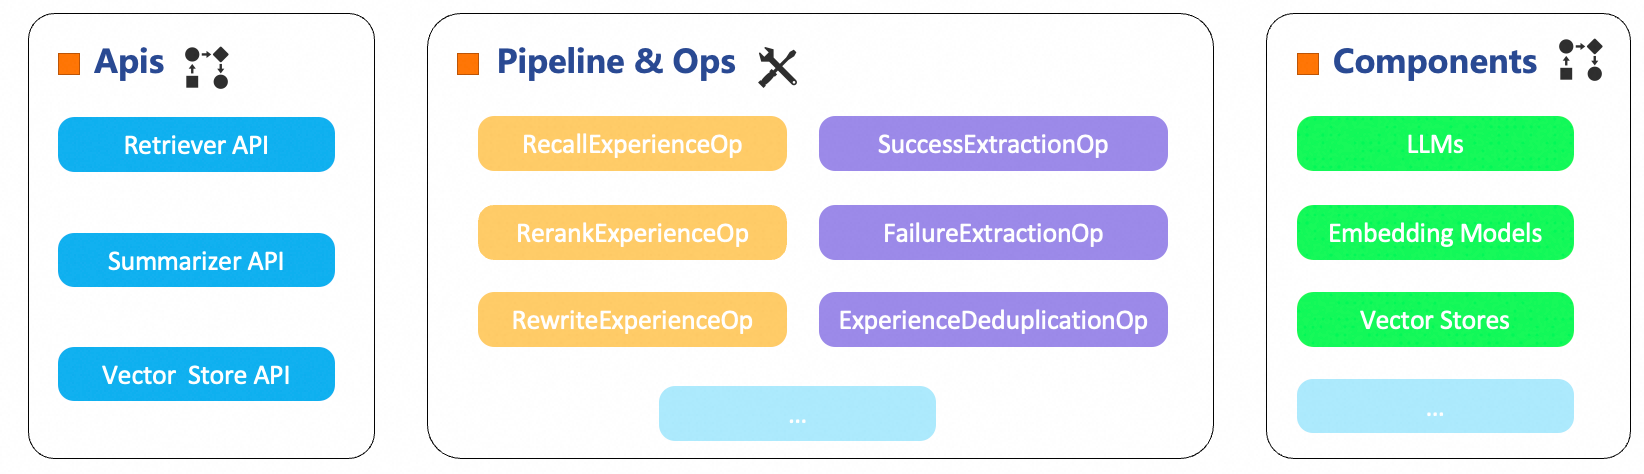 Apis
Retriever API
Summarizer API
Vector Store API
Pipeline & Ops
RecallExperienceOp
SuccessExtractionOp
RerankExperienceOp
FailureExtractionOp
RewriteExperienceOp
ExperienceDeduplicationOp
...
Components
LLMs
Embedding Models
Vector Stores
...